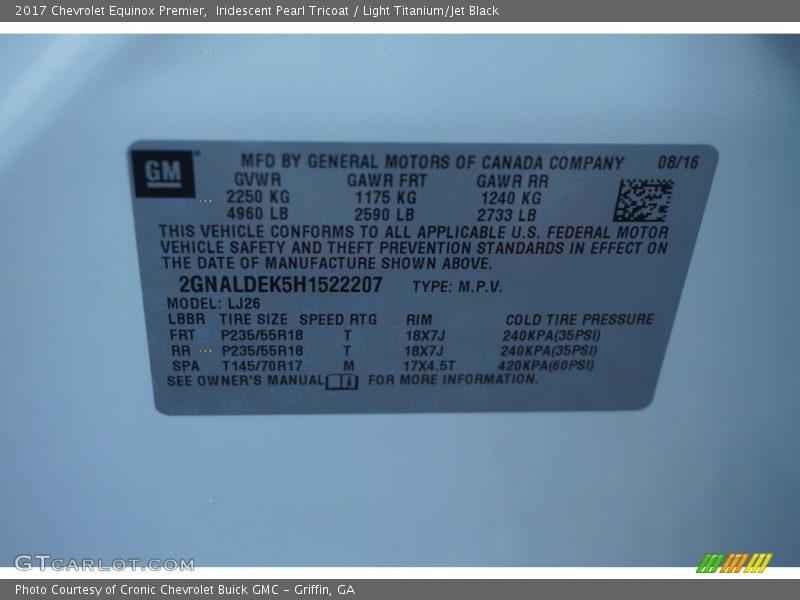 2017 Chevrolet Equinox Premier,  Iridescent Pearl Tricoat / Light Titanium/Jet Black
GM
MFD BY GENERAL MOTORS OF CANADA COMPANY 08/16
GVWR GAWR FRT GAWR RR
2250 KG 1175 KG 1240 KG
4960 LB 2590 LB 2733 LB
THIS VEHICLE CONFORMS TO ALL APPLICABLE U.S. FEDERAL MOTOR
VEHICLE SAFETY AND THEFT PREVENTION STANDARDS IN EFFECT ON
THE DATE OF MANUFACTURE SHOWN ABOVE.
2GNALDEK5H1522207 TYPE: M.P.V.
MODEL: LJ26
LBBR TIRE SIZE SPEED RTG RIM COLD TIRE PRESSURE
FRT P235/55R18 T 18X7J 240KPA(35PSI)
RR P235/55R18 T 18X7J 240KPA(35PSI)
SPA T145/70R17 M 17X4.5T 420KPA(60PSI)
SEE OWNER'S MANUAL FOR MORE INFORMATION.
GTCARLOT.COM
Photo Courtesy of Cronic Chevrolet Buick GMC – Griffin, GA